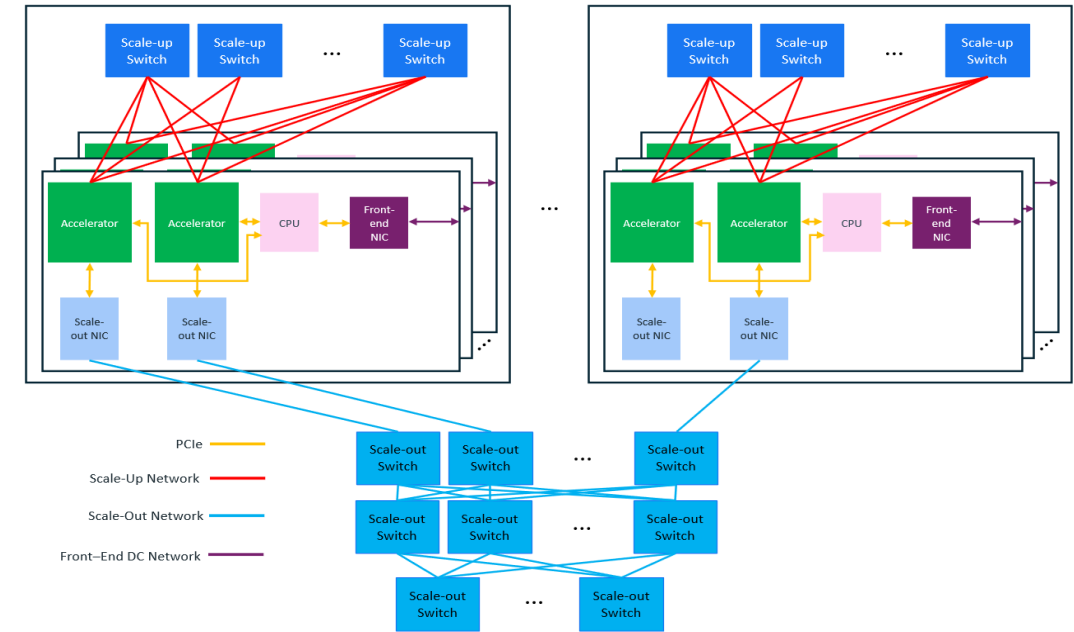 Scale-up
Switch
Scale-up
Switch
...
Scale-up
Switch
Scale-up
Switch
Scale-up
Switch
...
Scale-up
Switch
Accelerator
Accelerator
CPU
Front-
end
NIC
...
Accelerator
Accelerator
CPU
Front-
end
NIC
Scale-
out NIC
Scale-
out NIC
...
Scale-
out NIC
Scale-
out NIC
...
PCIe
Scale-Up Network
Scale-Out Network
Front–End DC Network
Scale-out
Switch
Scale-out
Switch
...
Scale-out
Switch
Scale-Out
Switch
Scale-Out
Switch
...
Scale-Out
Switch
Scale-out
Switch
...
Scale-out
Switch